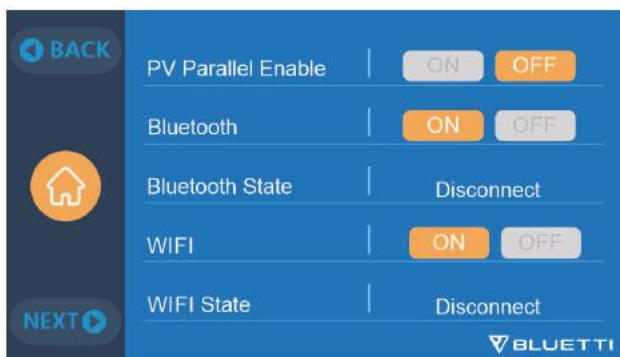 BACK
PV Parallel Enable ON OFF
Bluetooth ON OFF
Bluetooth State Disconnect
WIFI ON OFF
WIFI State Disconnect
NEXT
BLUETTI